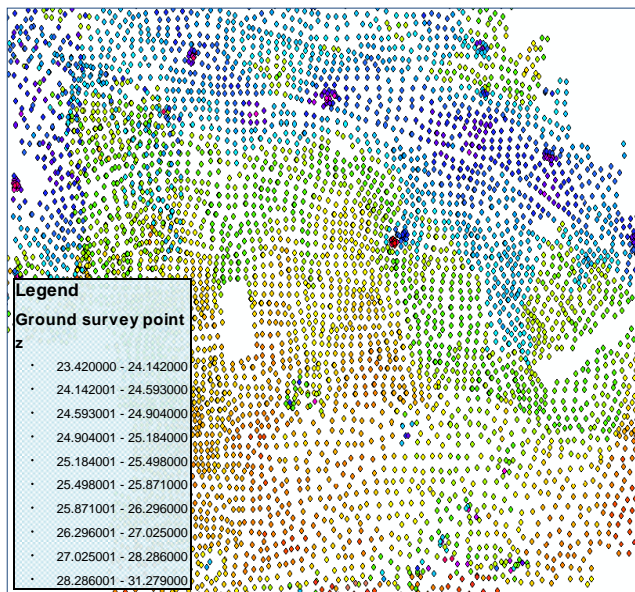 Legend
Ground survey point
z
23.420000 - 24.142000
24.142001 - 24.593000
24.593001 - 24.904000
24.904001 - 25.184000
25.184001 - 25.498000
25.498001 - 25.871000
25.871001 - 26.296000
26.296001 - 27.025000
27.025001 - 28.286000
28.286001 - 31.279000